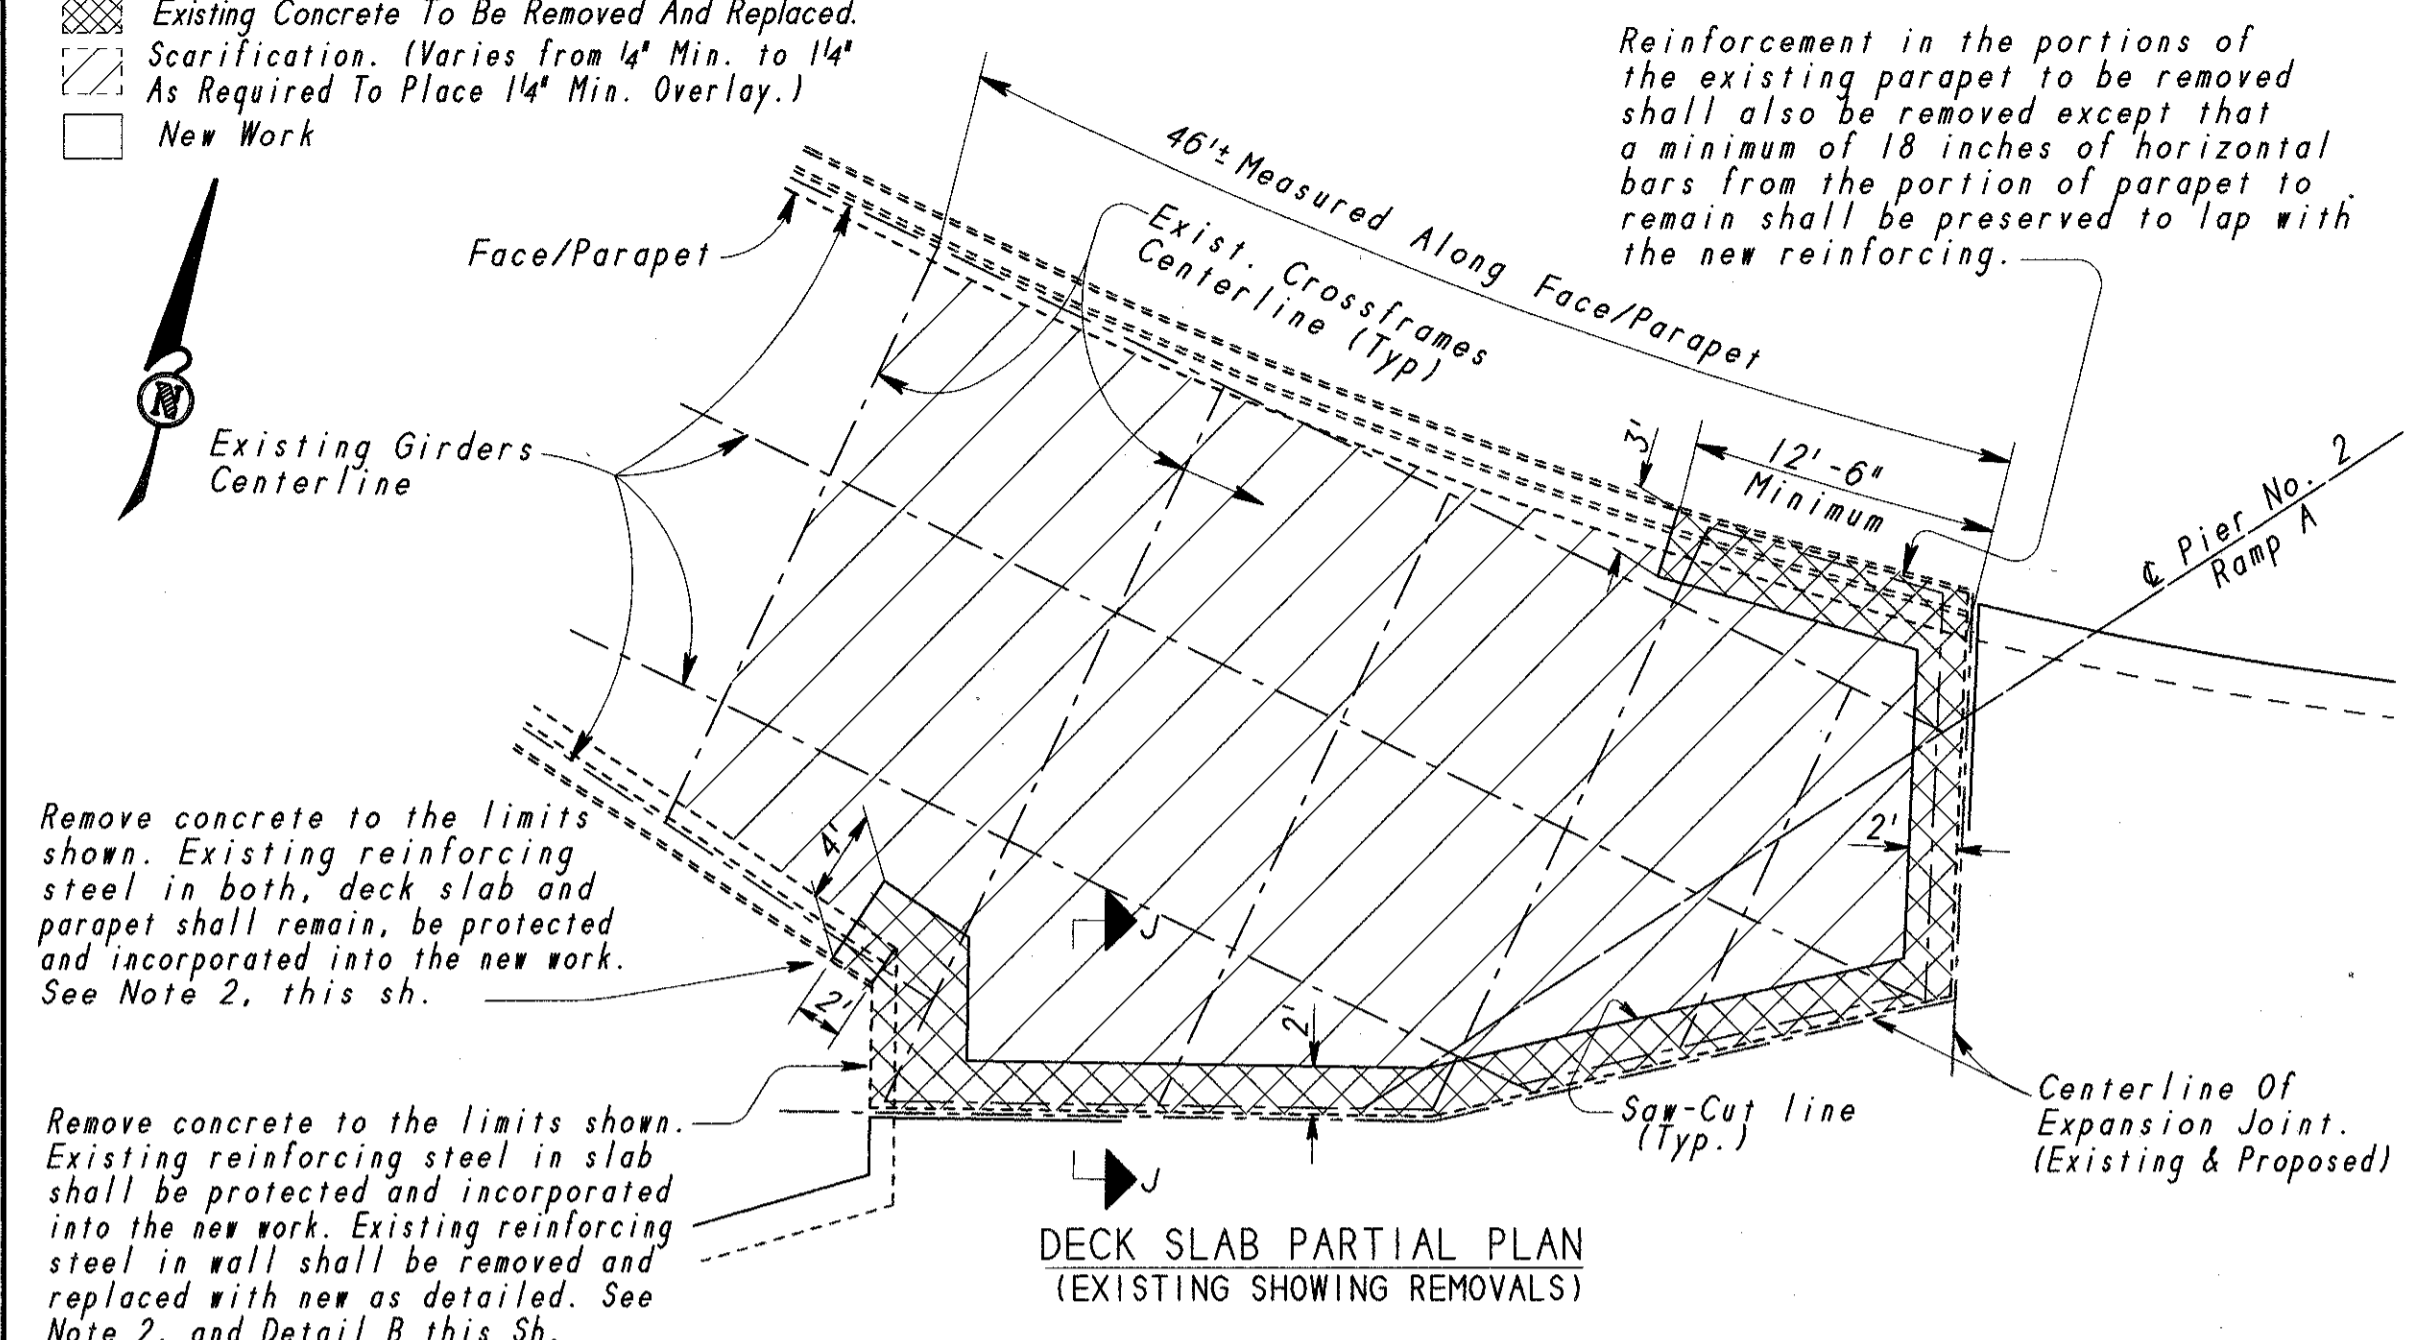 Existing Concrete To Be Removed And Replaced.
Scarification. (Varies from 1/4" Min. to 1 1/4"
As Required To Place 1 1/4" Min. Overlay.)
New Work
Reinforcement in the portions of
the existing parapet to be removed
shall also be removed except that
a minimum of 18 inches of horizontal
bars from the portion of parapet to
remain shall be preserved to lap with
the new reinforcing.
46'± Measured Along Face/Parapet
Face/Parapet
Exist. Crossframes
Centerline (Typ)
N
Existing Girders
Centerline
3'
12'-6"
Minimum
℄ Pier No. 2
Ramp A
Remove concrete to the limits
shown. Existing reinforcing
steel in both, deck slab and
parapet shall remain, be protected
and incorporated into the new work.
See Note 2, this sh.
4'
2'
2'
2'
J
J
Remove concrete to the limits shown.
Existing reinforcing steel in slab
shall be protected and incorporated
into the new work. Existing reinforcing
steel in wall shall be removed and
replaced with new as detailed. See
Note 2, and Detail B this Sh.
Saw-Cut line
(Typ.)
Centerline Of
Expansion Joint.
(Existing & Proposed)
DECK SLAB PARTIAL PLAN
(EXISTING SHOWING REMOVALS)